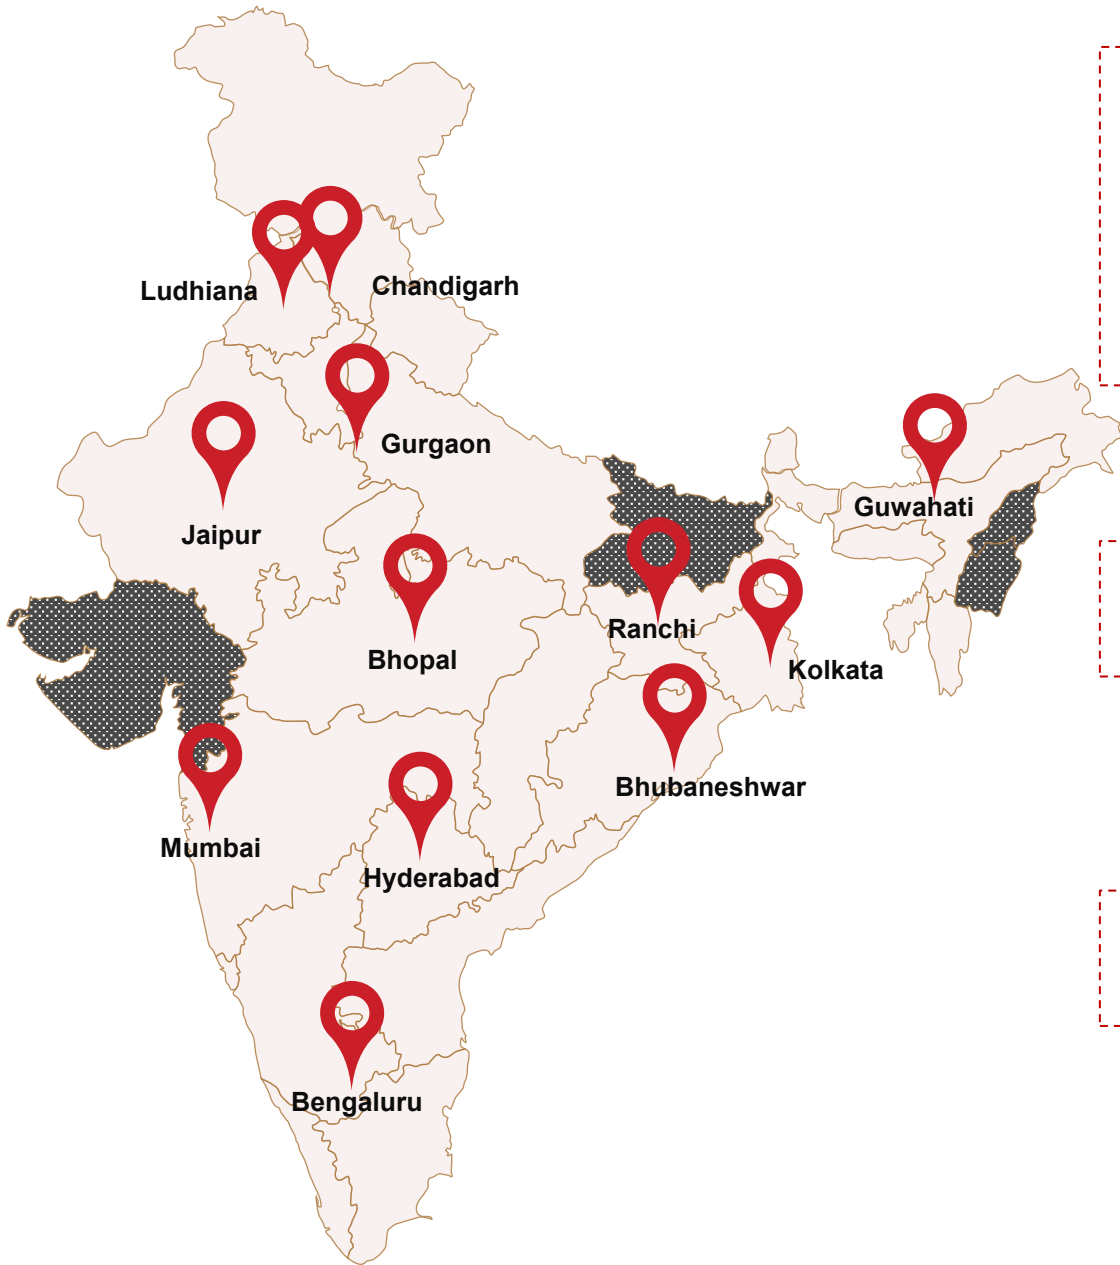 Ludhiana
Chandigarh
Gurgaon
Jaipur
Guwahati
Bhopal
Ranchi
Kolkata
Bhubaneshwar
Mumbai
Hyderabad
Bengaluru